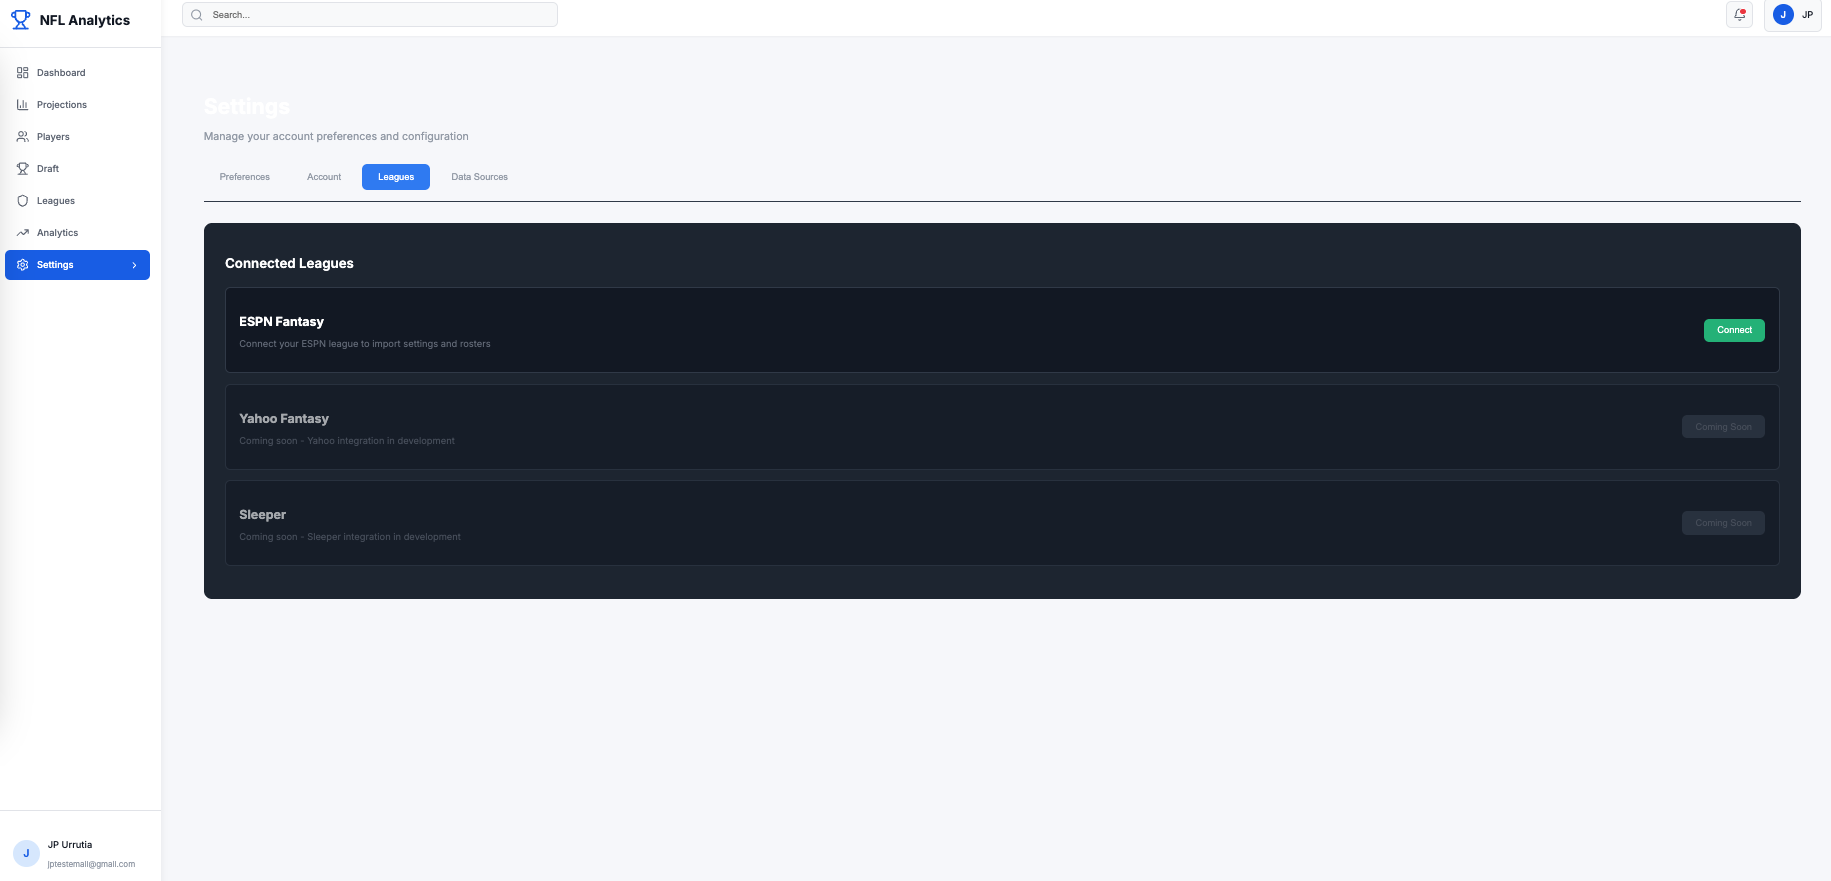 NFL Analytics
Search...
J
JP
Dashboard
Projections
Players
Draft
Leagues
Analytics
Settings
Settings
Manage your account preferences and configuration
Preferences
Account
Leagues
Data Sources
Connected Leagues
ESPN Fantasy
Connect your ESPN league to import settings and rosters
Connect
Yahoo Fantasy
Coming soon - Yahoo integration in development
Coming Soon
Sleeper
Coming soon - Sleeper integration in development
Coming Soon
J
JP Urrutia
jptestemail@gmail.com